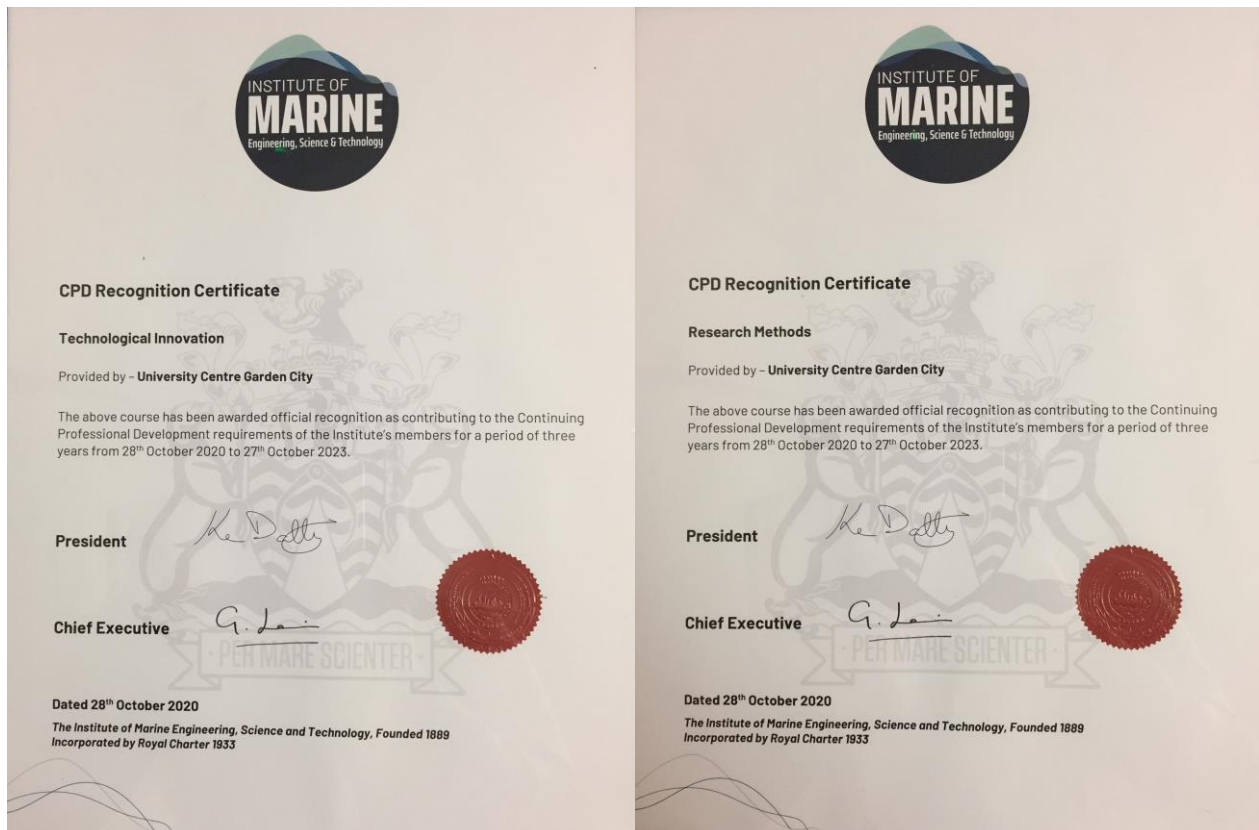 INSTITUTE OF
MARINE
Engineering, Science & Technology
CPD Recognition Certificate
Technological Innovation
Provided by – University Centre Garden City
The above course has been awarded official recognition as contributing to the Continuing
Professional Development requirements of the Institute's members for a period of three
years from 28th October 2020 to 27th October 2023.
President
Chief Executive
G. Lai
PER MARE SCIENTER
Dated 28th October 2020
The Institute of Marine Engineering, Science and Technology, Founded 1889
Incorporated by Royal Charter 1933
INSTITUTE OF
MARINE
Engineering, Science & Technology
CPD Recognition Certificate
Research Methods
Provided by – University Centre Garden City
The above course has been awarded official recognition as contributing to the Continuing
Professional Development requirements of the Institute's members for a period of three
years from 28th October 2020 to 27th October 2023.
President
Chief Executive
PER MARE SCIENTER
Dated 28th October 2020
The Institute of Marine Engineering, Science and Technology, Founded 1889
Incorporated by Royal Charter 1933